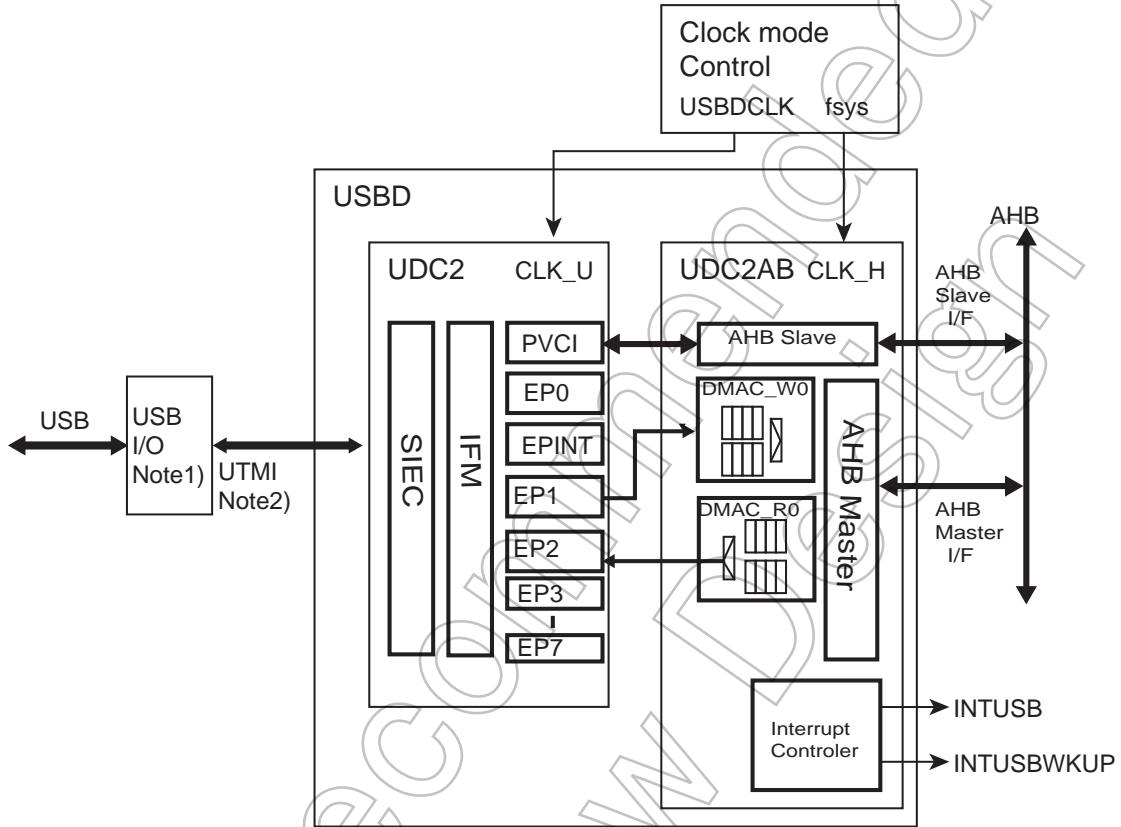 Clock mode
Control
USBDCLK fsys
USBD
AHB
UDC2 CLK_U
UDC2AB CLK_H
AHB
Slave
I/F
PVCI
AHB Slave
EP0
DMAC_W0
USB
USB
I/O
Note1)
UTMI
Note2)
SIEC
IFM
EPINT
EP1
AHB Master
DMAC_R0
AHB
Master
I/F
EP2
EP3
EP7
Interrupt
Controler
INTUSB
INTUSBWKUP